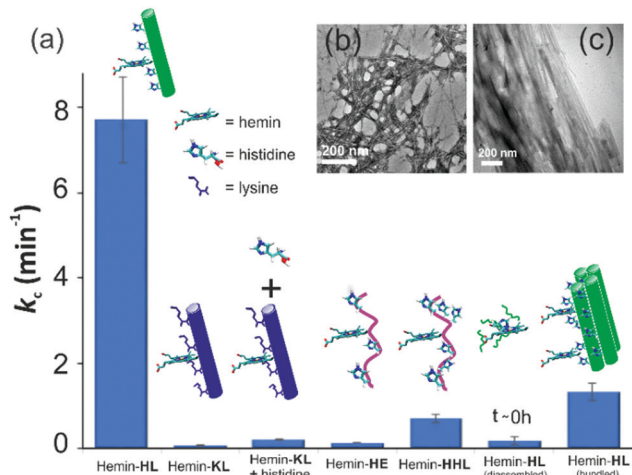 (a)
(b)
(c)
200 nm
200 nm
8
6
4
2
0
k_c (min⁻¹)
= hemin
= histidine
= lysine
+
t ~0h
Hemin-HL
Hemin-KL
Hemin-KL
+ histidine
Hemin-HE
Hemin-HHL
Hemin-HL
(disassembled)
Hemin-HL
(bundled)